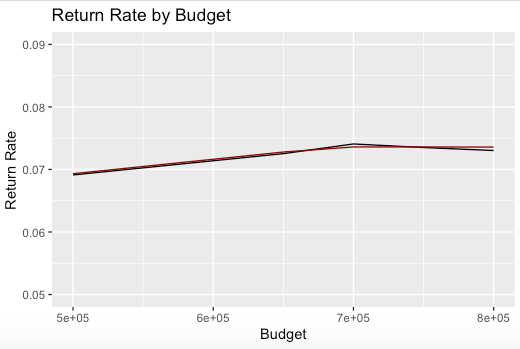 Return Rate by Budget
0.09
0.08
0.07
0.06
0.05
Return Rate
5e+05 6e+05 7e+05 8e+05
Budget